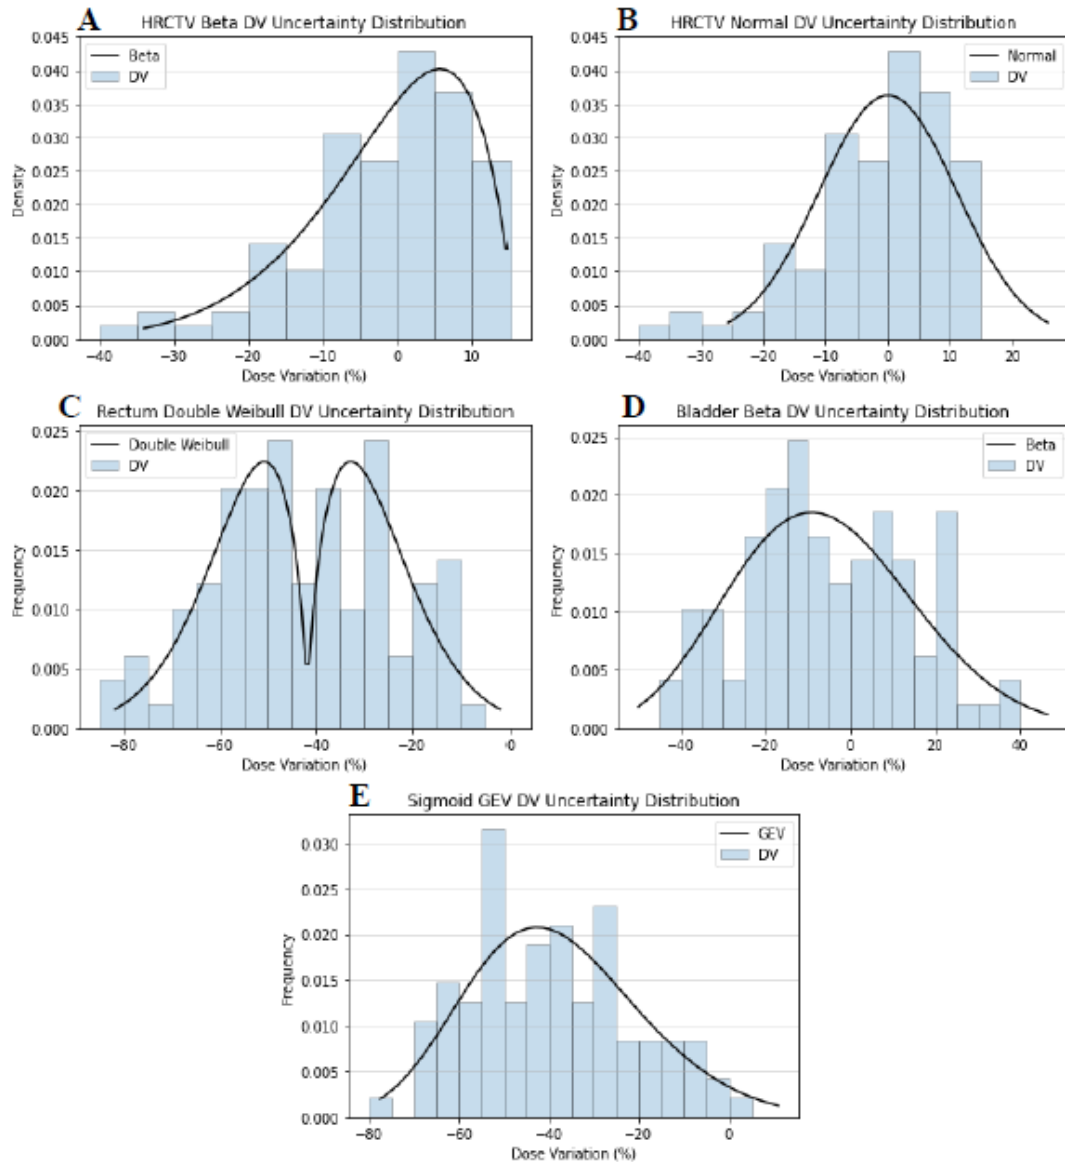 A HRCTV Beta DV Uncertainty Distribution
Beta
DV
0.045
0.040
0.035
0.030
0.025
0.020
0.015
0.010
0.005
0.000
Density
−40 −30 −20 −10 0 10
Dose Variation (%)
B HRCTV Normal DV Uncertainty Distribution
Normal
DV
0.045
0.040
0.035
0.030
0.025
0.020
0.015
0.010
0.005
0.000
Density
−40 −30 −20 −10 0 10 20
Dose Variation (%)
C Rectum Double Weibull DV Uncertainty Distribution
Double Weibull
DV
0.025
0.020
0.015
0.010
0.005
0.000
Frequency
−80 −60 −40 −20 0
Dose Variation (%)
D Bladder Beta DV Uncertainty Distribution
Beta
DV
0.025
0.020
0.015
0.010
0.005
0.000
Frequency
−40 −20 0 20 40
Dose Variation (%)
E Sigmoid GEV DV Uncertainty Distribution
GEV
DV
0.030
0.025
0.020
0.015
0.010
0.005
0.000
Frequency
−80 −60 −40 −20 0
Dose Variation (%)